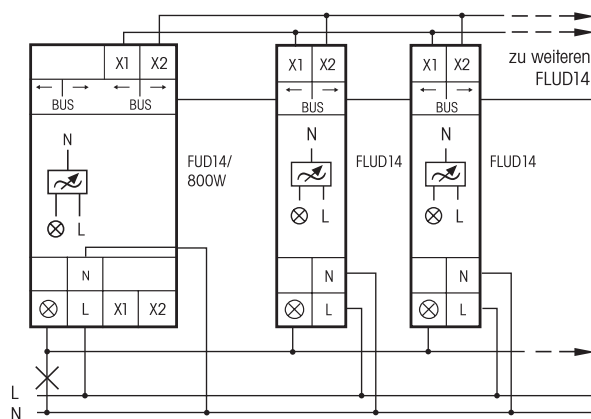 X1 X2 X1 X2 X1 X2
zu weiteren
FLUD14
BUS BUS BUS BUS
N N N
FUD14/
800W
FLUD14 FLUD14
L L L
N N N
L X1 X2 L L
L
N